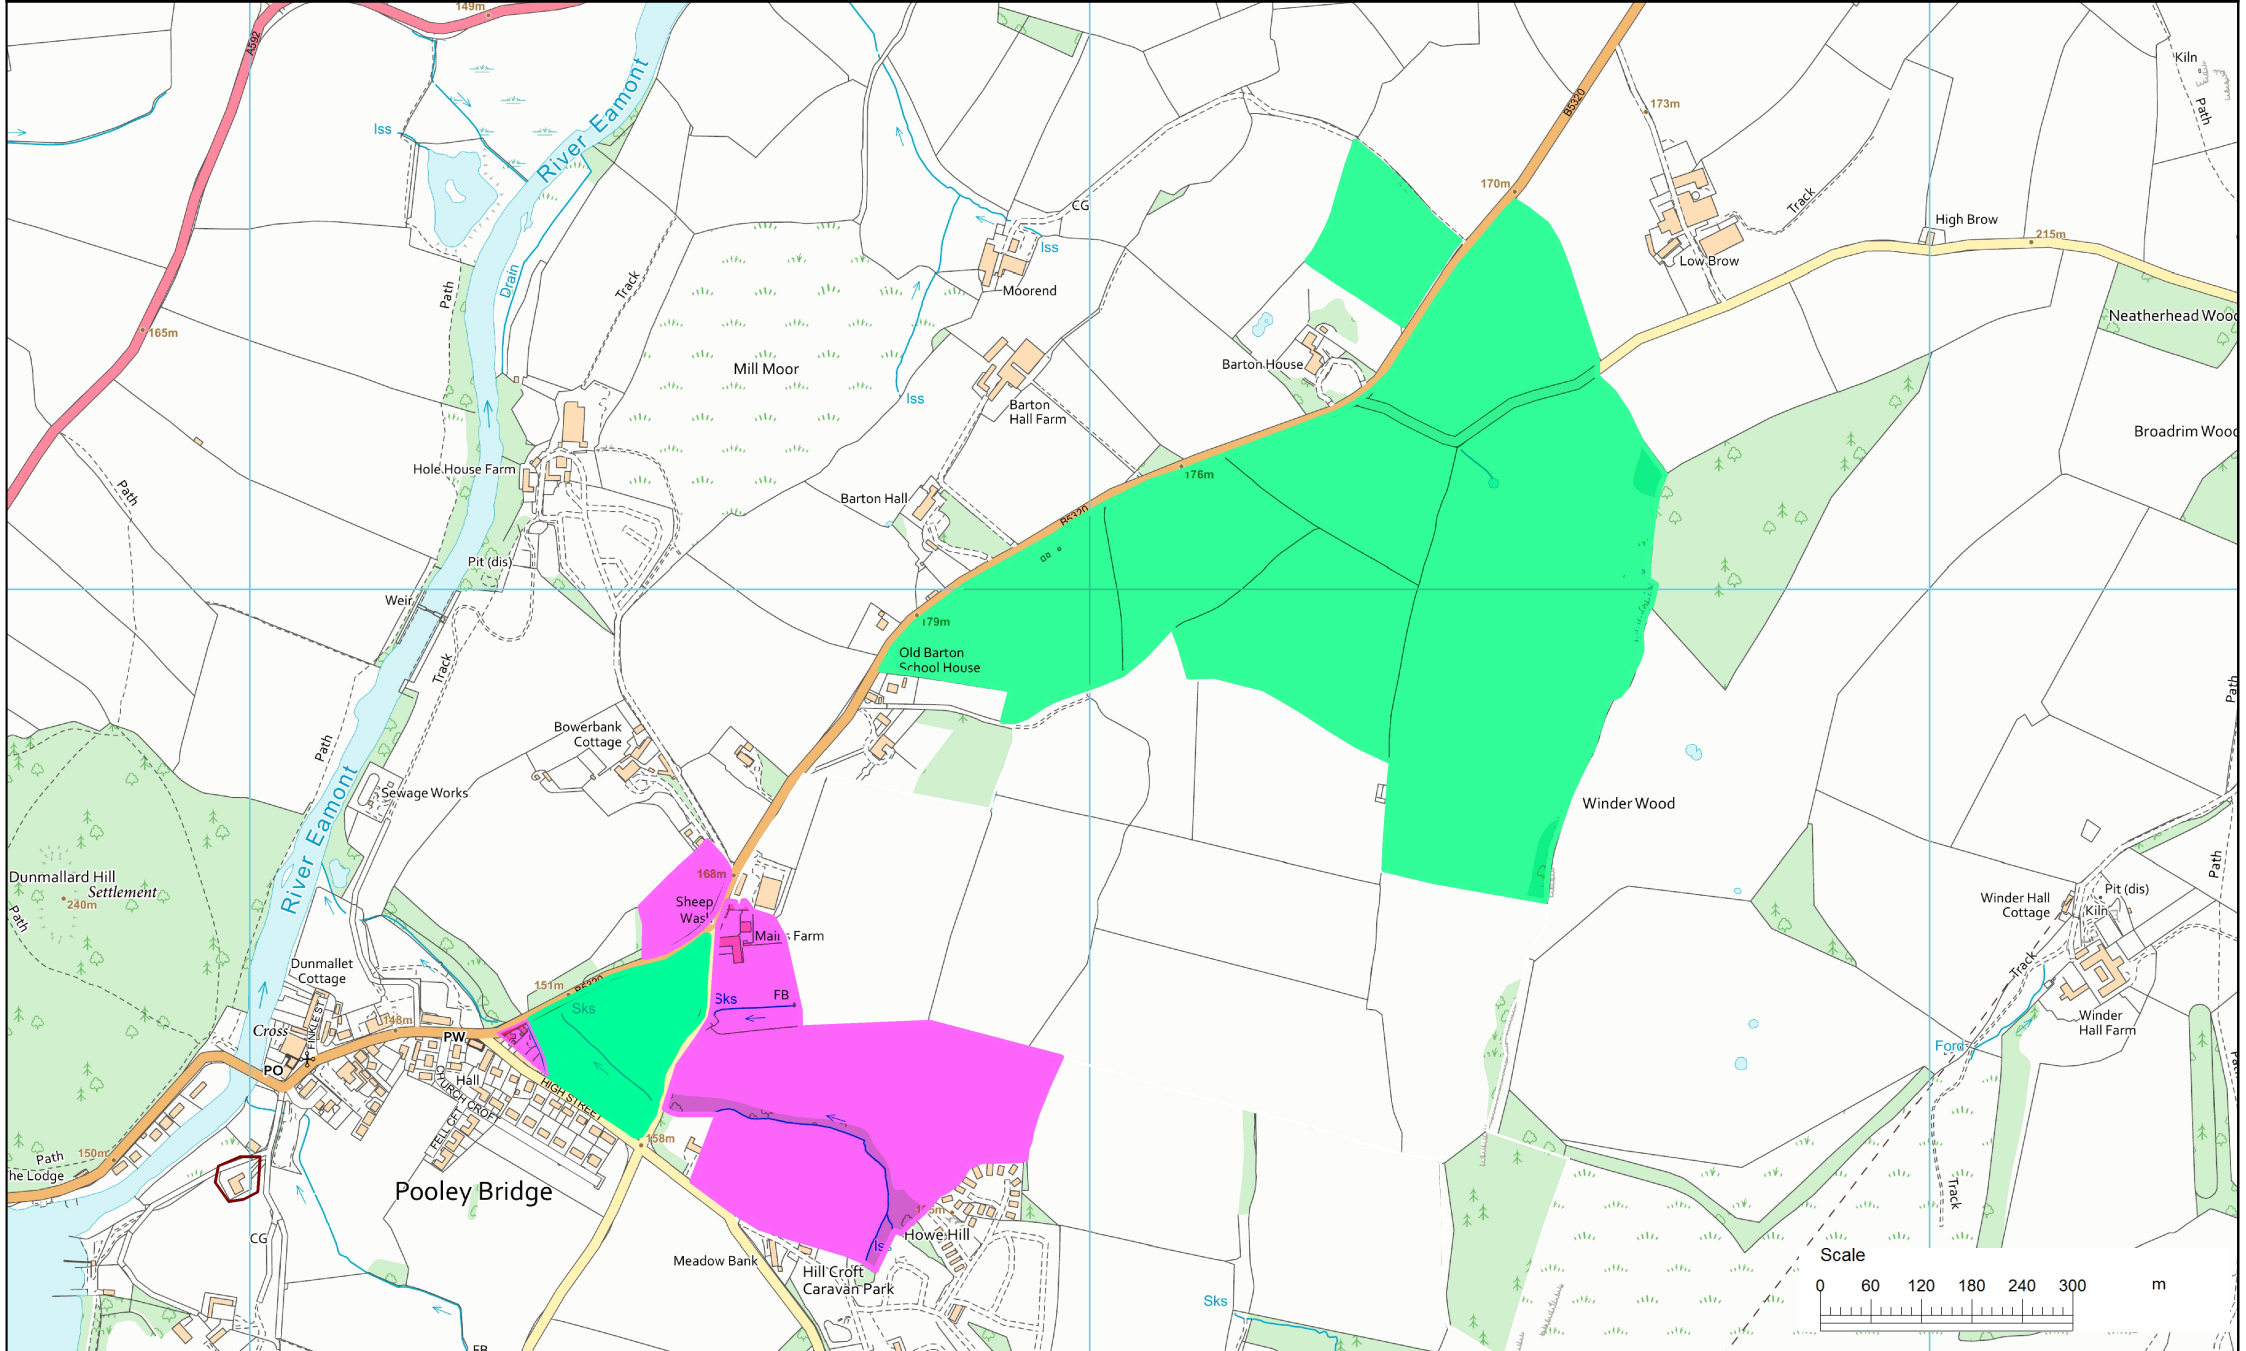 149m
A592
River Eamont
Iss
Kiln
Path
B5320
173m
170m
Track
CG
Iss
High Brow
215m
Low Brow
Moorend
Drain
Path
Track
165m
Neatherhead Wood
Mill Moor
Barton House
Iss
Barton
Hall Farm
Broadrim Wood
Hole House Farm
176m
Path
Barton Hall
B5320
Pit (dis)
Weir
179m
Old Barton
School House
Track
Path
Bowerbank
Cottage
Path
River Eamont
Sewage Works
Winder Wood
Dunmallard Hill
Settlement
240m
Path
168m
Sheep
Wash
Mains Farm
Path
Pit (dis)
Winder Hall
Cottage
Kiln
Track
Dunmallet
Cottage
151m
B5320
Sks
Sks
FB
Cross
FINKLE ST
148m
PW
PO
Winder
Hall Farm
Ford
Path
Hall
CHURCH CROFT
HIGH STREET
FELL CT
158m
150m
Path
The Lodge
Pooley Bridge
Track
CG
Iss
Howe Hill
Meadow Bank
Hill Croft
Caravan Park
Sks
FB
Scale
0 60 120 180 240 300 m